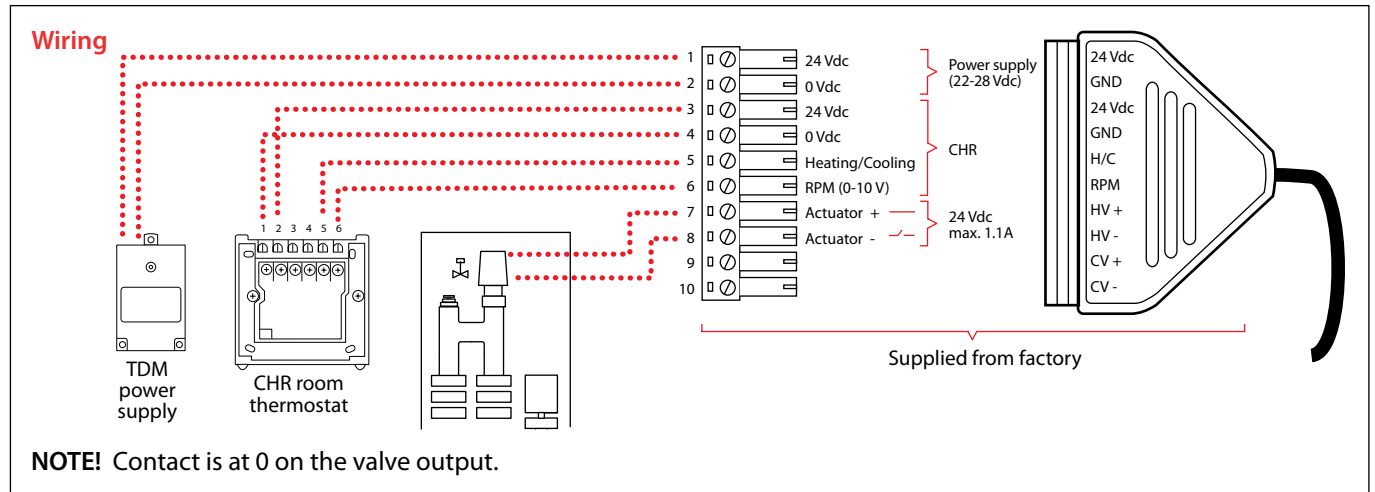 Wiring
1
2
3
4
5
6
7
8
9
10
24 Vdc
0 Vdc
24 Vdc
0 Vdc
Heating/Cooling
RPM (0-10 V)
Actuator +
Actuator -
Power supply
(22-28 Vdc)
CHR
24 Vdc
max. 1.1A
24 Vdc
GND
24 Vdc
GND
H/C
RPM
HV +
HV -
CV +
CV -
1 2 3 4 5 6
TDM
power
supply
CHR room
thermostat
Supplied from factory
NOTE! Contact is at 0 on the valve output.